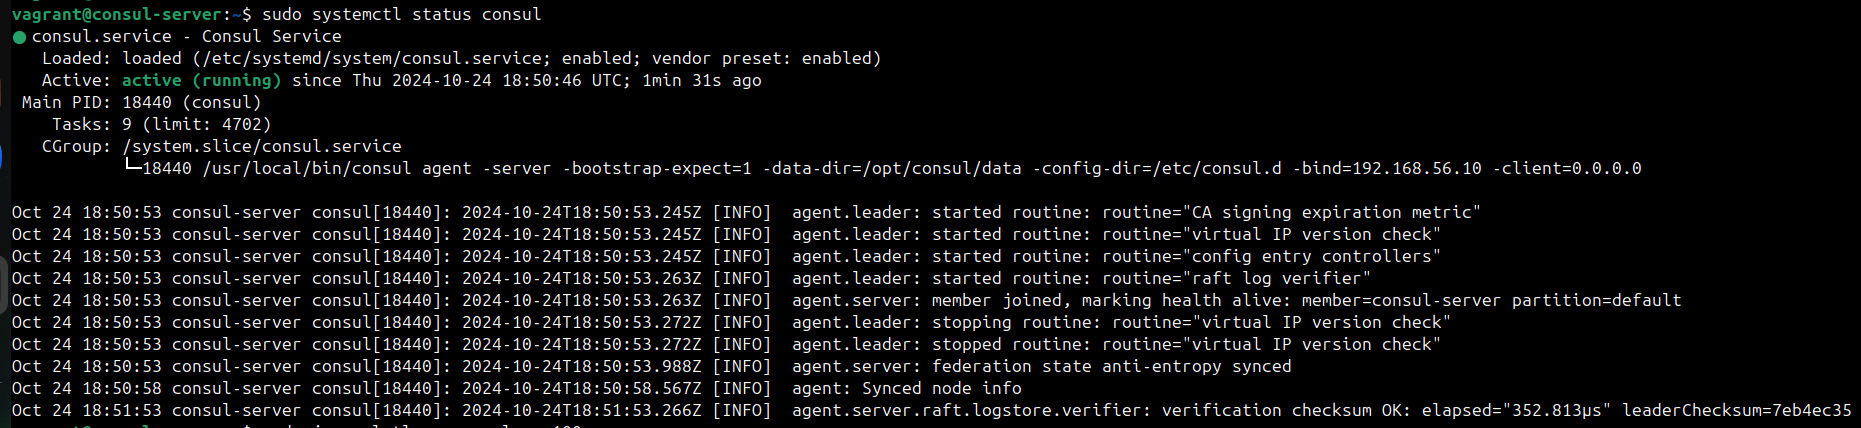 vagrant@consul-server:~$ sudo systemctl status consul
● consul.service - Consul Service
Loaded: loaded (/etc/systemd/system/consul.service; enabled; vendor preset: enabled)
Active: active (running) since Thu 2024-10-24 18:50:46 UTC; 1min 31s ago
Main PID: 18440 (consul)
Tasks: 9 (limit: 4702)
CGroup: /system.slice/consul.service
└─18440 /usr/local/bin/consul agent -server -bootstrap-expect=1 -data-dir=/opt/consul/data -config-dir=/etc/consul.d -bind=192.168.56.10 -client=0.0.0.0
Oct 24 18:50:53 consul-server consul[18440]: 2024-10-24T18:50:53.245Z [INFO]  agent.leader: started routine: routine="CA signing expiration metric"
Oct 24 18:50:53 consul-server consul[18440]: 2024-10-24T18:50:53.245Z [INFO]  agent.leader: started routine: routine="virtual IP version check"
Oct 24 18:50:53 consul-server consul[18440]: 2024-10-24T18:50:53.245Z [INFO]  agent.leader: started routine: routine="config entry controllers"
Oct 24 18:50:53 consul-server consul[18440]: 2024-10-24T18:50:53.263Z [INFO]  agent.leader: started routine: routine="raft log verifier"
Oct 24 18:50:53 consul-server consul[18440]: 2024-10-24T18:50:53.263Z [INFO]  agent.server: member joined, marking health alive: member=consul-server partition=default
Oct 24 18:50:53 consul-server consul[18440]: 2024-10-24T18:50:53.272Z [INFO]  agent.leader: stopping routine: routine="virtual IP version check"
Oct 24 18:50:53 consul-server consul[18440]: 2024-10-24T18:50:53.272Z [INFO]  agent.leader: stopped routine: routine="virtual IP version check"
Oct 24 18:50:53 consul-server consul[18440]: 2024-10-24T18:50:53.988Z [INFO]  agent.server: federation state anti-entropy synced
Oct 24 18:50:58 consul-server consul[18440]: 2024-10-24T18:50:58.567Z [INFO]  agent: Synced node info
Oct 24 18:51:53 consul-server consul[18440]: 2024-10-24T18:51:53.266Z [INFO]  agent.server.raft.logstore.verifier: verification checksum OK: elapsed="352.813µs" leaderChecksum=7eb4ec35